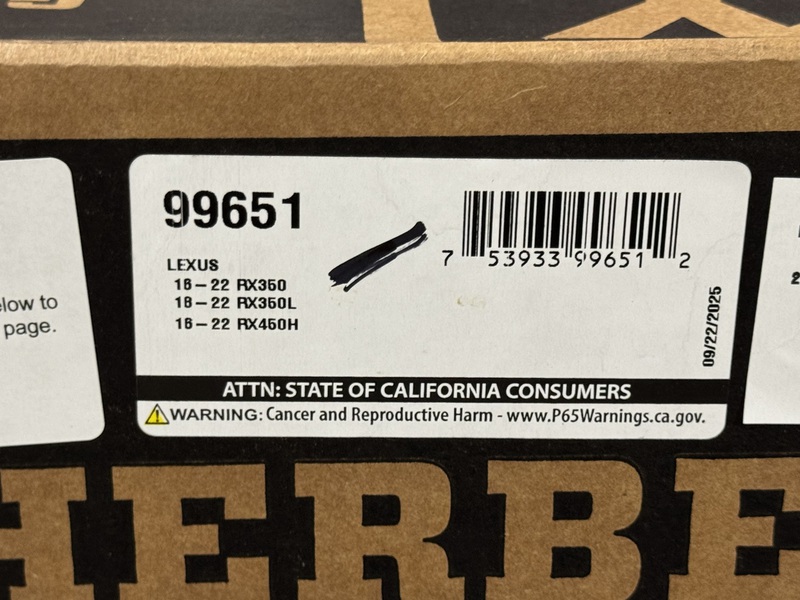 elow to
page.
99651
LEXUS
16-22 RX350
16-22 RX350L
16-22 RX450H
7 53933 99651 2
09/22/2025
ATTN: STATE OF CALIFORNIA CONSUMERS
WARNING: Cancer and Reproductive Harm - www.P65Warnings.ca.gov.
HERBE